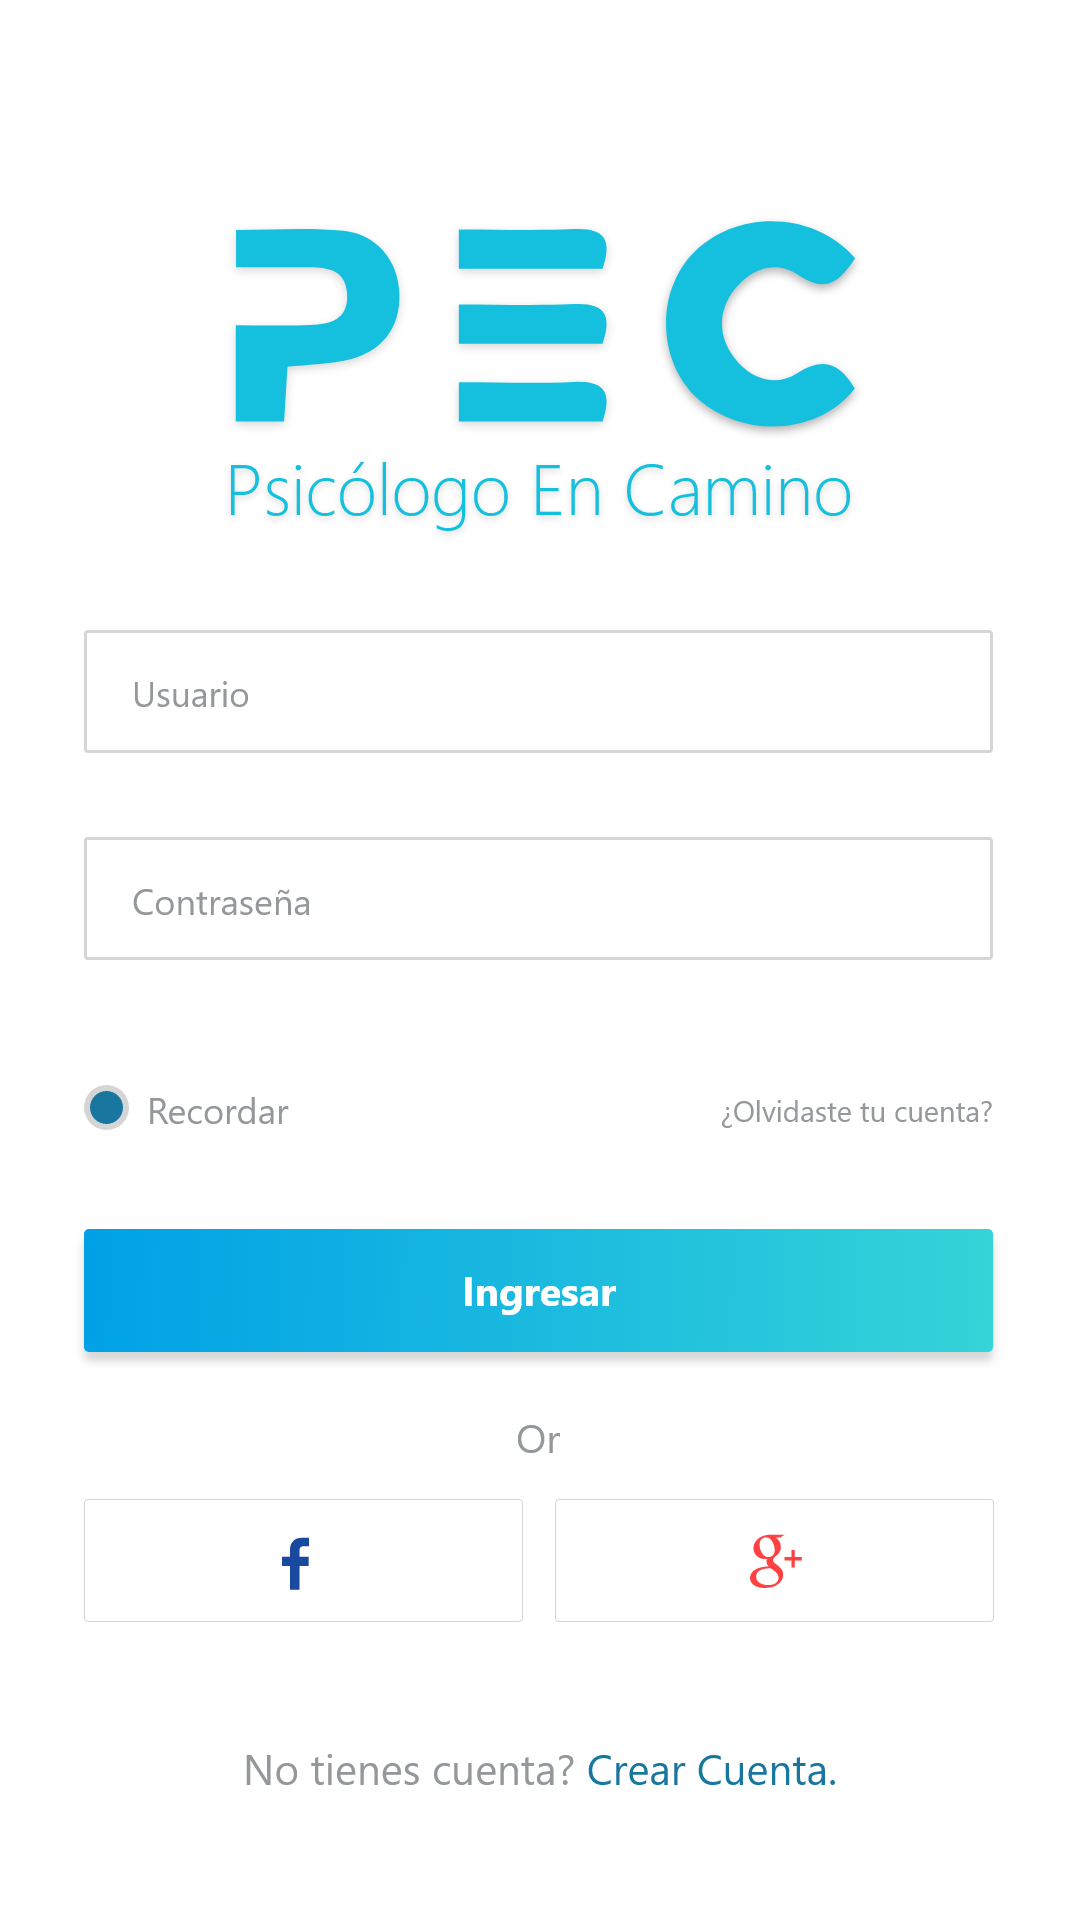 PEC
Psicólogo En Camino
Usuario
Contraseña
Recordar
¿Olvidaste tu cuenta?
Ingresar
Or
f
g+
No tienes cuenta? Crear Cuenta.